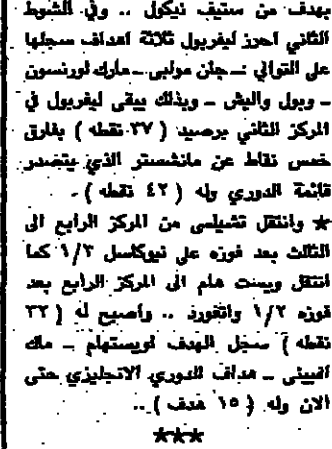 بهدف من ستيف نيكول .. وفي الشوط
الثاني احرز ليفربول ثلاثة اهداف سجلها
على التوالي :ـ جان مولبي ـ مارك لورنسون
ـ وبول والش ـ وبذلك يبقى ليفربول في
المركز الثاني برصيد ( ٣٧ نقطه ) بفارق
خمس نقاط عن مانشستر الذي يتصدر
قائمة الدوري وله ( ٤٢ نقطه ) .
★ وانتقل تشيلسي من المركز الرابع الى
الثالث بعد فوزه على نيوكاسل ١/٣ كما
انتقل ويست هام الى المركز الرابع بعد
فوزه ١/٢ واتفورد .. واصبح له ( ٣٢
نقطه ) سجل الهدف لويستهام ـ ماك
افييني ـ هداف الدوري الانجليزي حتى
الان وله ( ١٥ هدف ) ..
★★★